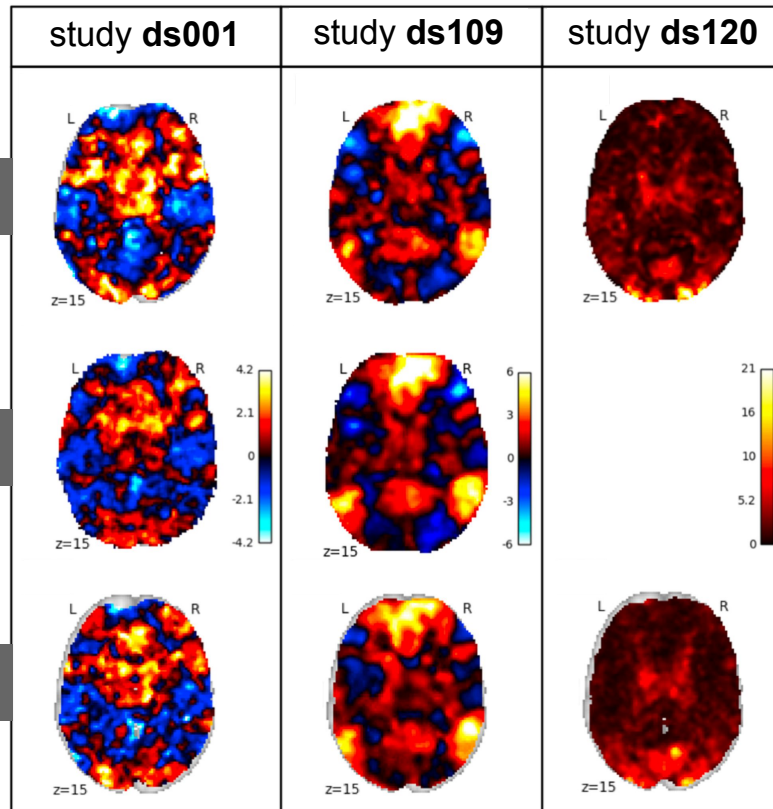 study ds001 study ds109 study ds120
L R L R L R
z=15 z=15 z=15
L R L R
4.2 6 21
2.1 3 16
0 0 10
-2.1 -3 5.2
-4.2 -6 0
z=15 z=15
L R L R L R
z=15 z=15 z=15